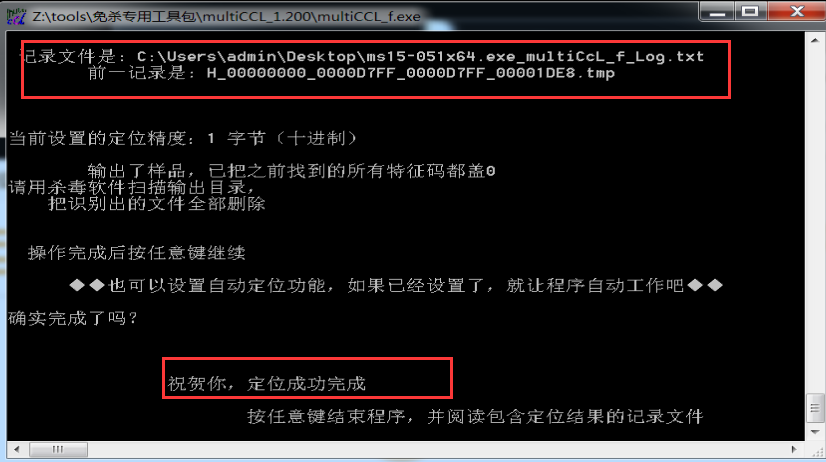 Z:\tools\免杀专用工具包\multiCCL_1.200\multiCCL_f.exe
记录文件是: C:\Users\admin\Desktop\ms15-051x64.exe_multiCcL_f_Log.txt
前一记录是: H_00000000_0000D7FF_0000D7FF_00001DE8.tmp
当前设置的定位精度: 1 字节（十进制）
输出了样品，已把之前找到的所有特征码都盖0
请用杀毒软件扫描输出目录，
把识别出的文件全部删除
操作完成后按任意键继续
◆◆也可以设置自动定位功能，如果已经设置了，就让程序自动工作吧◆◆
确实完成了吗?
祝贺你，定位成功完成
按任意键结束程序，并阅读包含定位结果的记录文件